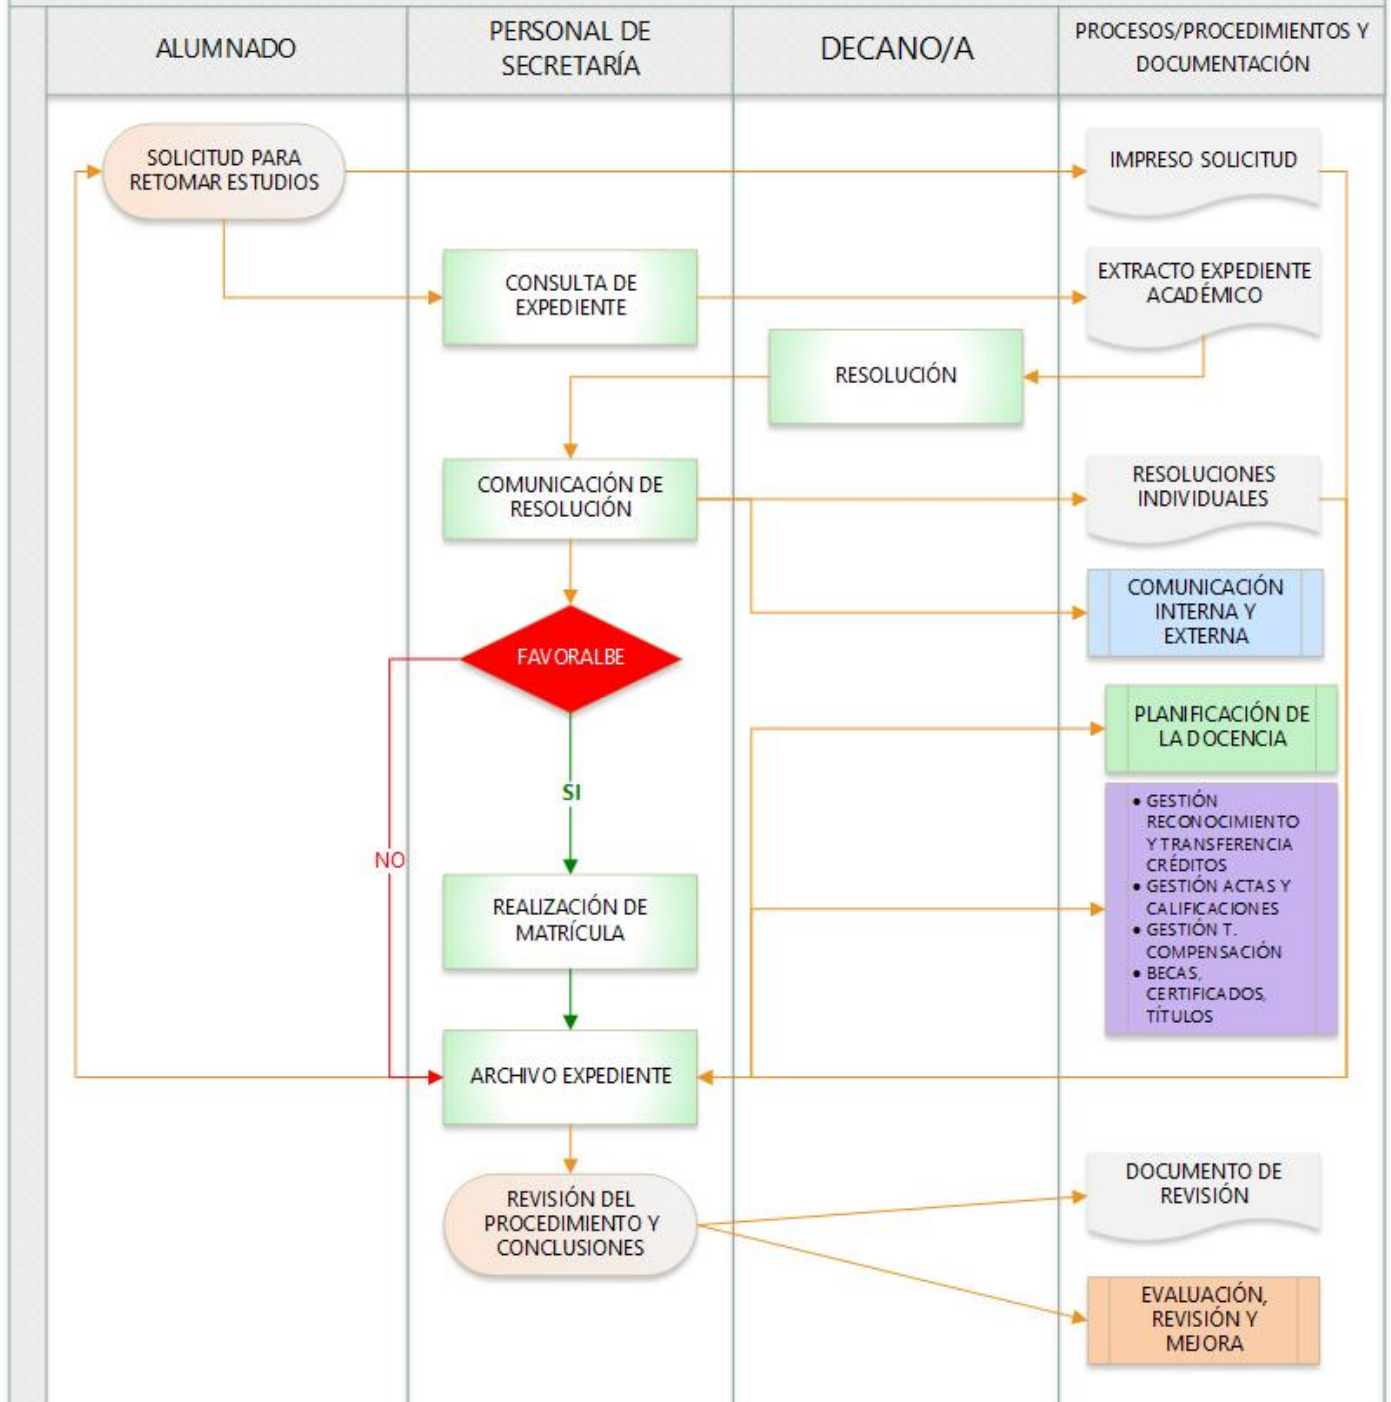 ALUMNADO
PERSONAL DE
SECRETARÍA
DECANO/A
PROCESOS/PROCEDIMIENTOS Y
DOCUMENTACIÓN
SOLICITUD PARA
RETOMAR ESTUDIOS
IMPRESO SOLICITUD
CONSULTA DE
EXPEDIENTE
EXTRACTO EXPEDIENTE
ACADÉMICO
RESOLUCIÓN
COMUNICACIÓN DE
RESOLUCIÓN
RESOLUCIONES
INDIVIDUALES
COMUNICACIÓN
INTERNA Y
EXTERNA
FAVORALBE
PLANIFICACIÓN DE
LA DOCENCIA
SI
NO
• GESTIÓN
RECONOCIMIENTO
Y TRANSFERENCIA
CRÉDITOS
• GESTIÓN ACTAS Y
CALIFICACIONES
• GESTIÓN T.
COMPENSACIÓN
• BECAS,
CERTIFICADOS,
TÍTULOS
REALIZACIÓN DE
MATRÍCULA
ARCHIVO EXPEDIENTE
REVISIÓN DEL
PROCEDIMIENTO Y
CONCLUSIONES
DOCUMENTO DE
REVISIÓN
EVALUACIÓN,
REVISIÓN Y
MEJORA